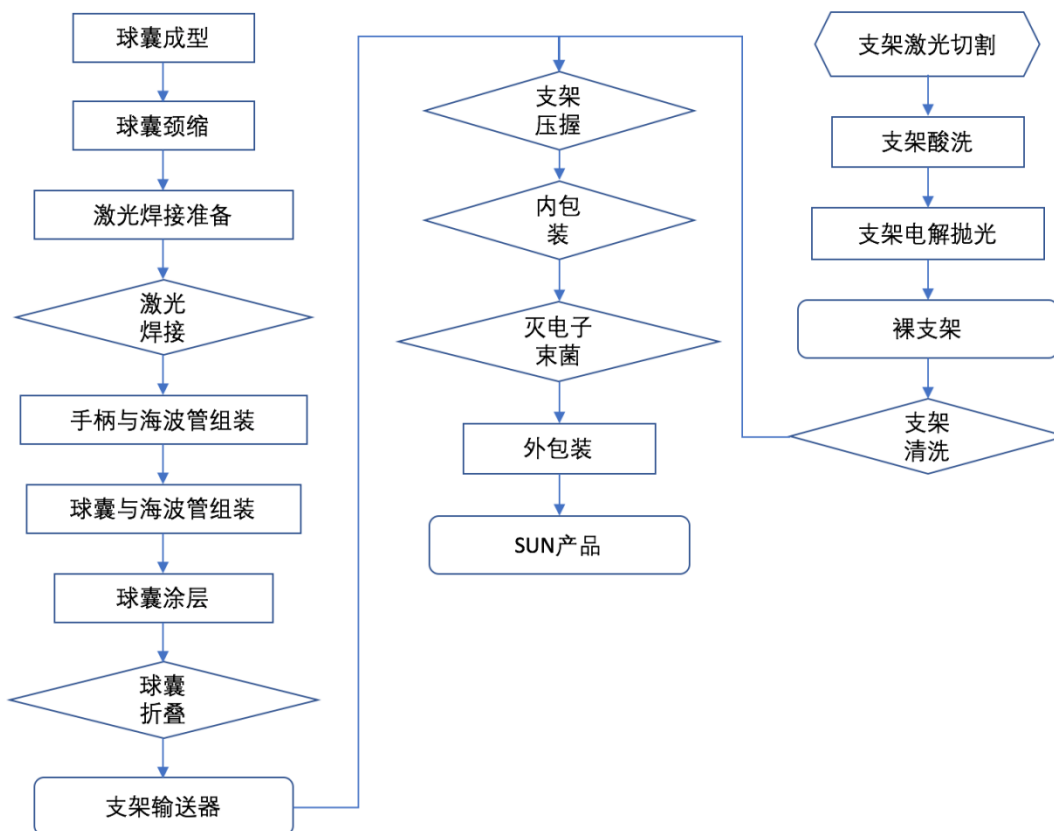 球囊成型
球囊颈缩
激光焊接准备
激光
焊接
手柄与海波管组装
球囊与海波管组装
球囊涂层
球囊
折叠
支架输送器
支架
压握
内包
装
灭电子
束菌
外包装
SUN产品
支架激光切割
支架酸洗
支架电解抛光
裸支架
支架
清洗